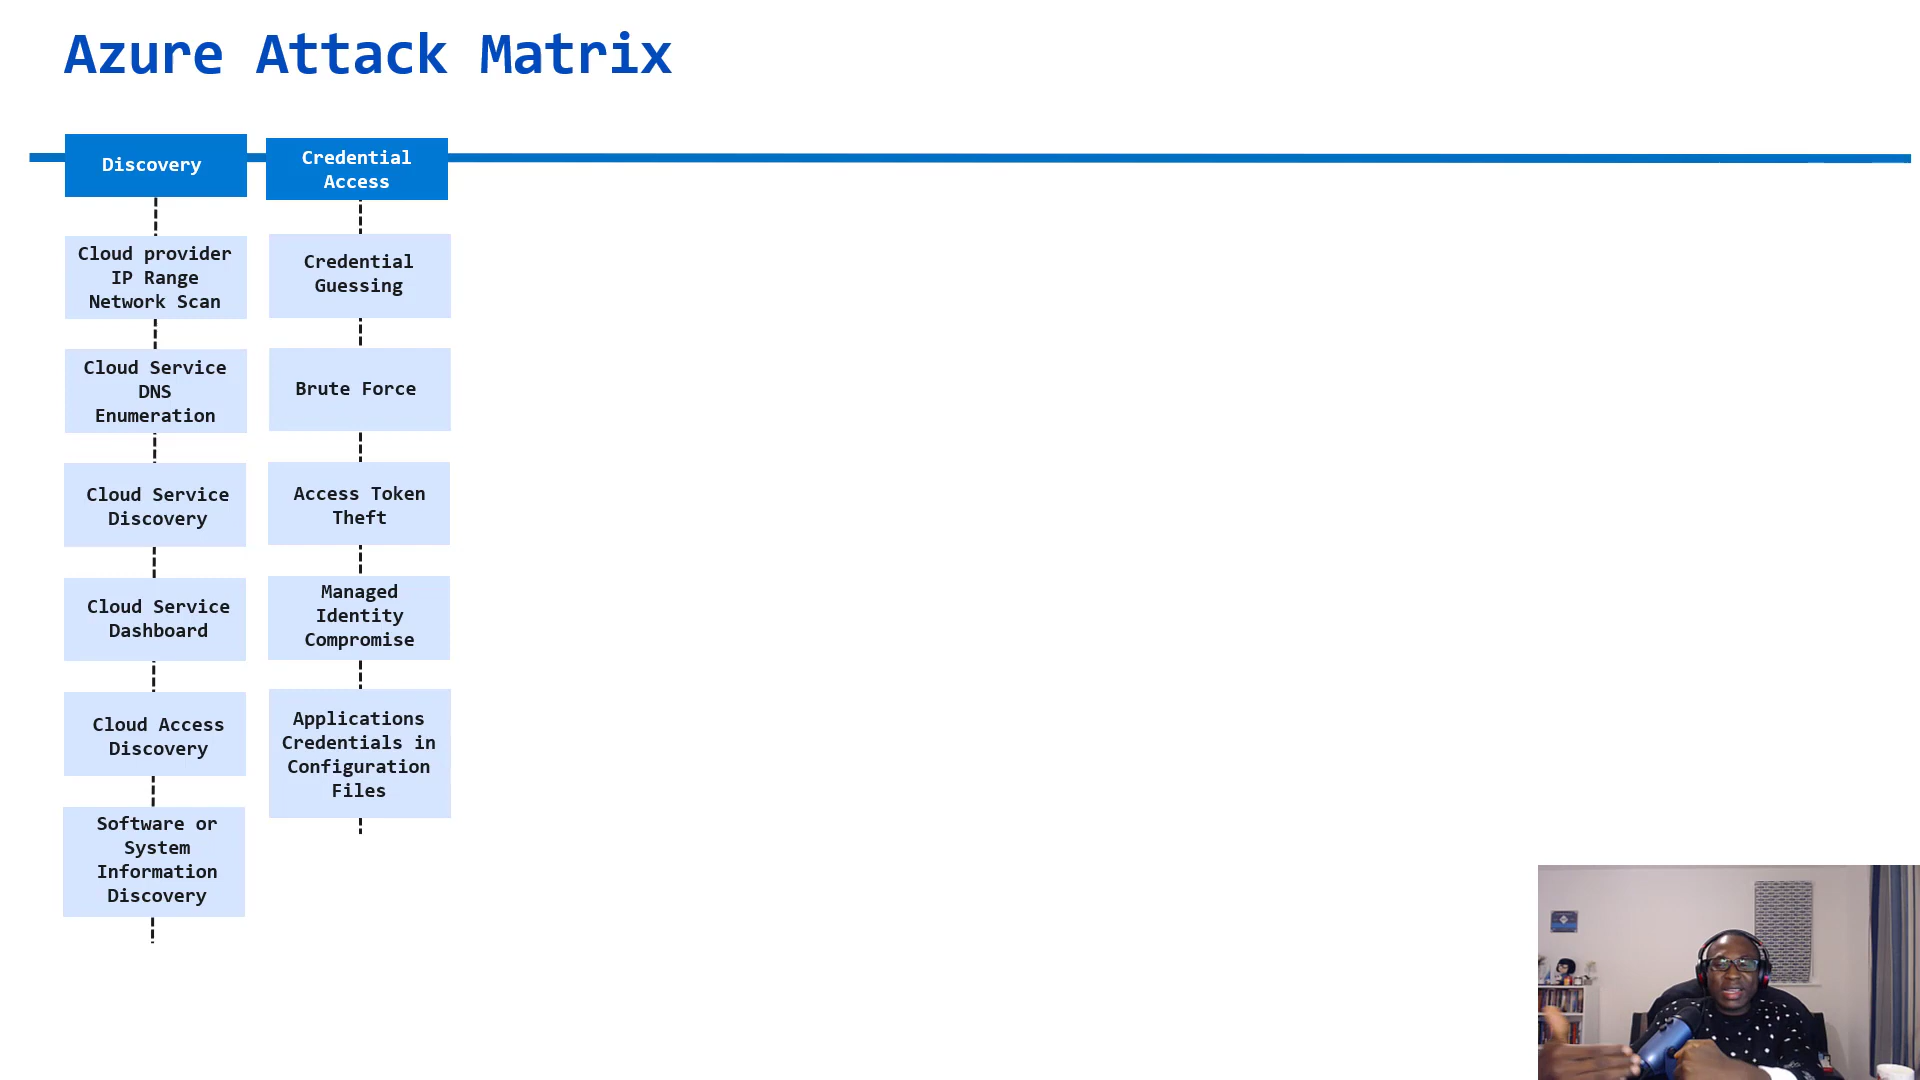 Azure Attack Matrix
Discovery
Cloud provider
IP Range
Network Scan
Cloud Service
DNS
Enumeration
Cloud Service
Discovery
Cloud Service
Dashboard
Cloud Access
Discovery
Software or
System
Information
Discovery
Credential
Access
Credential
Guessing
Brute Force
Access Token
Theft
Managed
Identity
Compromise
Applications
Credentials in
Configuration
Files